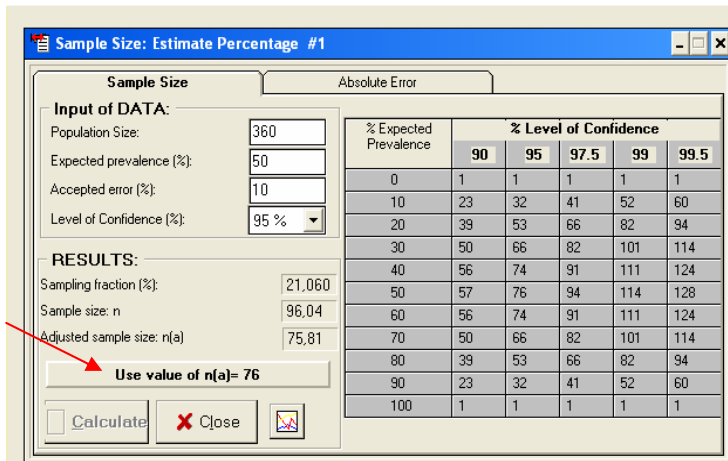 Sample Size: Estimate Percentage #1
Sample Size
Absolute Error
Input of DATA:
Population Size: 360
Expected prevalence (%): 50
Accepted error (%): 10
Level of Confidence (%): 95 %
RESULTS:
Sampling fraction (%): 21,060
Sample size: n 96,04
Adjusted sample size: n(a) 75,81
Use value of n(a)= 76
Calculate
Close
% Expected Prevalence
% Level of Confidence
90 95 97.5 99 99.5
0 1 1 1 1 1
10 23 32 41 52 60
20 39 53 66 82 94
30 50 66 82 101 114
40 56 74 91 111 124
50 57 76 94 114 128
60 56 74 91 111 124
70 50 66 82 101 114
80 39 53 66 82 94
90 23 32 41 52 60
100 1 1 1 1 1